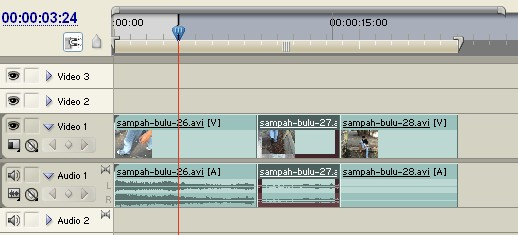 00:00:03:24
:00:00
00:00:15:00
Video 3
Video 2
Video 1
sampah-bulu-26.avi [V]
sampah-bulu-27.a
sampah-bulu-28.avi [V]
Audio 1
L
R
sampah-bulu-26.avi [A]
sampah-bulu-27.a
sampah-bulu-28.avi [A]
Audio 2